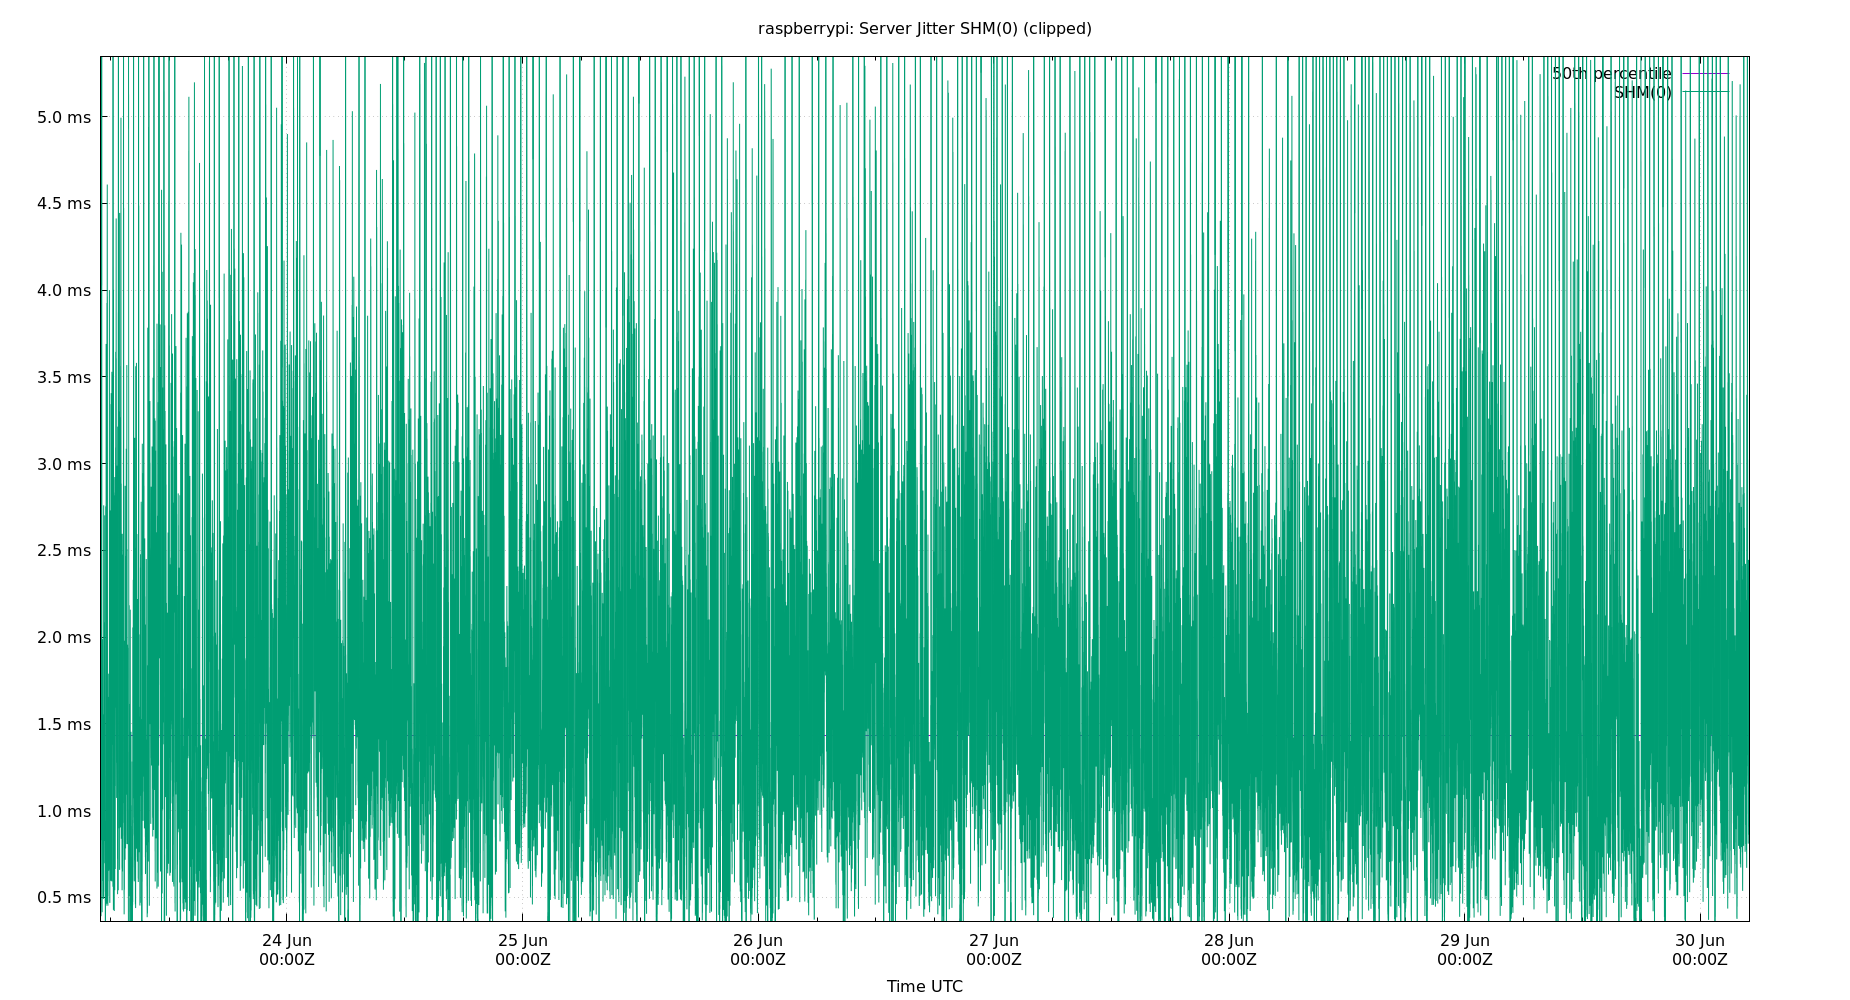 raspberrypi: Server Jitter SHM(0) (clipped)
50th percentile
SHM(0)
5.0 ms
4.5 ms
4.0 ms
3.5 ms
3.0 ms
2.5 ms
2.0 ms
1.5 ms
1.0 ms
0.5 ms
24 Jun 25 Jun 26 Jun 27 Jun 28 Jun 29 Jun 30 Jun
00:00Z 00:00Z 00:00Z 00:00Z 00:00Z 00:00Z 00:00Z
Time UTC